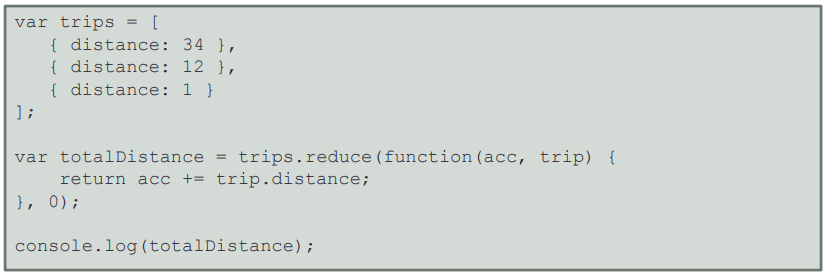 var trips = [
   { distance: 34 },
   { distance: 12 },
   { distance: 1 }
];
var totalDistance = trips.reduce(function(acc, trip) {
    return acc += trip.distance;
}, 0);
console.log(totalDistance);